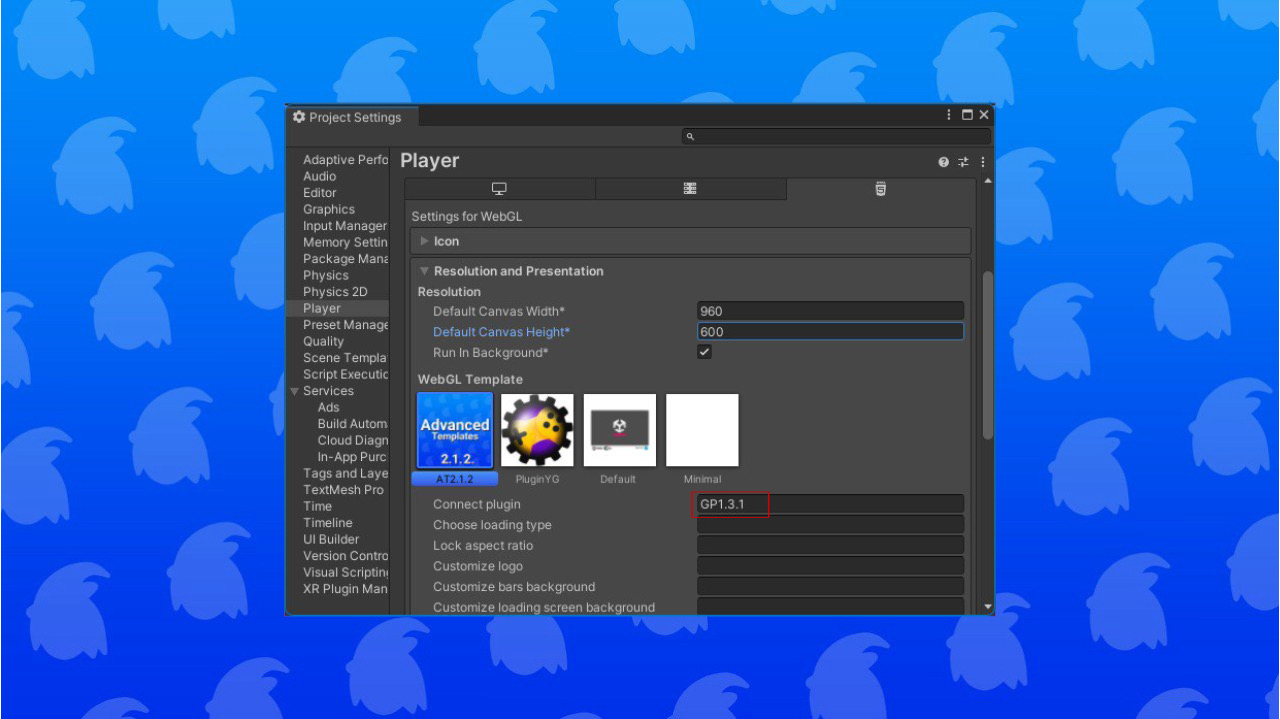 Project Settings
Player
Adaptive Perfo
Audio
Editor
Graphics
Input Manager
Memory Settin
Package Mana
Physics
Physics 2D
Player
Preset Manage
Quality
Scene Templa
Script Executio
Services
Ads
Build Autom
Cloud Diagn
In-App Purc
Tags and Laye
TextMesh Pro
Time
Timeline
UI Builder
Version Contro
Visual Scripting
XR Plugin Man
Settings for WebGL
Icon
Resolution and Presentation
Resolution
Default Canvas Width* 960
Default Canvas Height* 600
Run In Background*
WebGL Template
Advanced
Templates
2.1.2.
AT2.1.2 PluginYG Default Minimal
Connect plugin GP1.3.1
Choose loading type
Lock aspect ratio
Customize logo
Customize bars background
Customize loading screen background